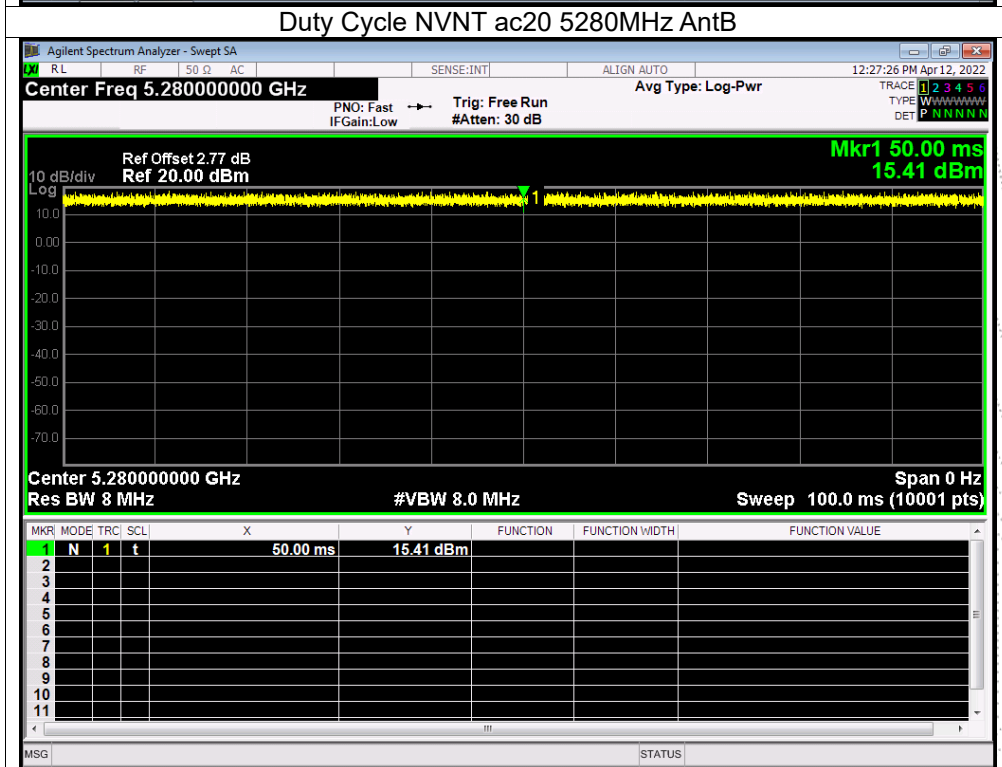 Duty Cycle NVNT ac20 5280MHz AntB
Agilent Spectrum Analyzer - Swept SA
LXI RL RF 50 Ω AC SENSE:INT ALIGN AUTO 12:27:26 PM Apr 12, 2022
Center Freq 5.280000000 GHz Avg Type: Log-Pwr TRACE 1 2 3 4 5 6
PNO: Fast Trig: Free Run TYPE WWWWWW
IFGain:Low #Atten: 30 dB DET P N N N N N
Mkr1 50.00 ms
Ref Offset 2.77 dB
10 dB/div Ref 20.00 dBm 15.41 dBm
Log
1
10.0
0.00
-10.0
-20.0
-30.0
-40.0
-50.0
-60.0
-70.0
Center 5.280000000 GHz Span 0 Hz
Res BW 8 MHz #VBW 8.0 MHz Sweep 100.0 ms (10001 pts)
MKR MODE TRC SCL X Y FUNCTION FUNCTION WIDTH FUNCTION VALUE
1 N 1 t 50.00 ms 15.41 dBm
2
3
4
5
6
7
8
9
10
11
MSG STATUS